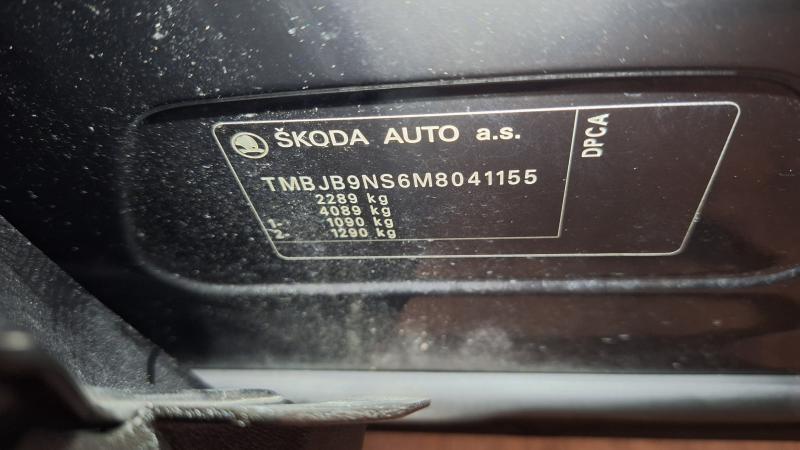 ŠKODA AUTO a.s.
DPCA
TMBJB9NS6M8041155
2289 kg
4089 kg
1- 1090 kg
2- 1290 kg